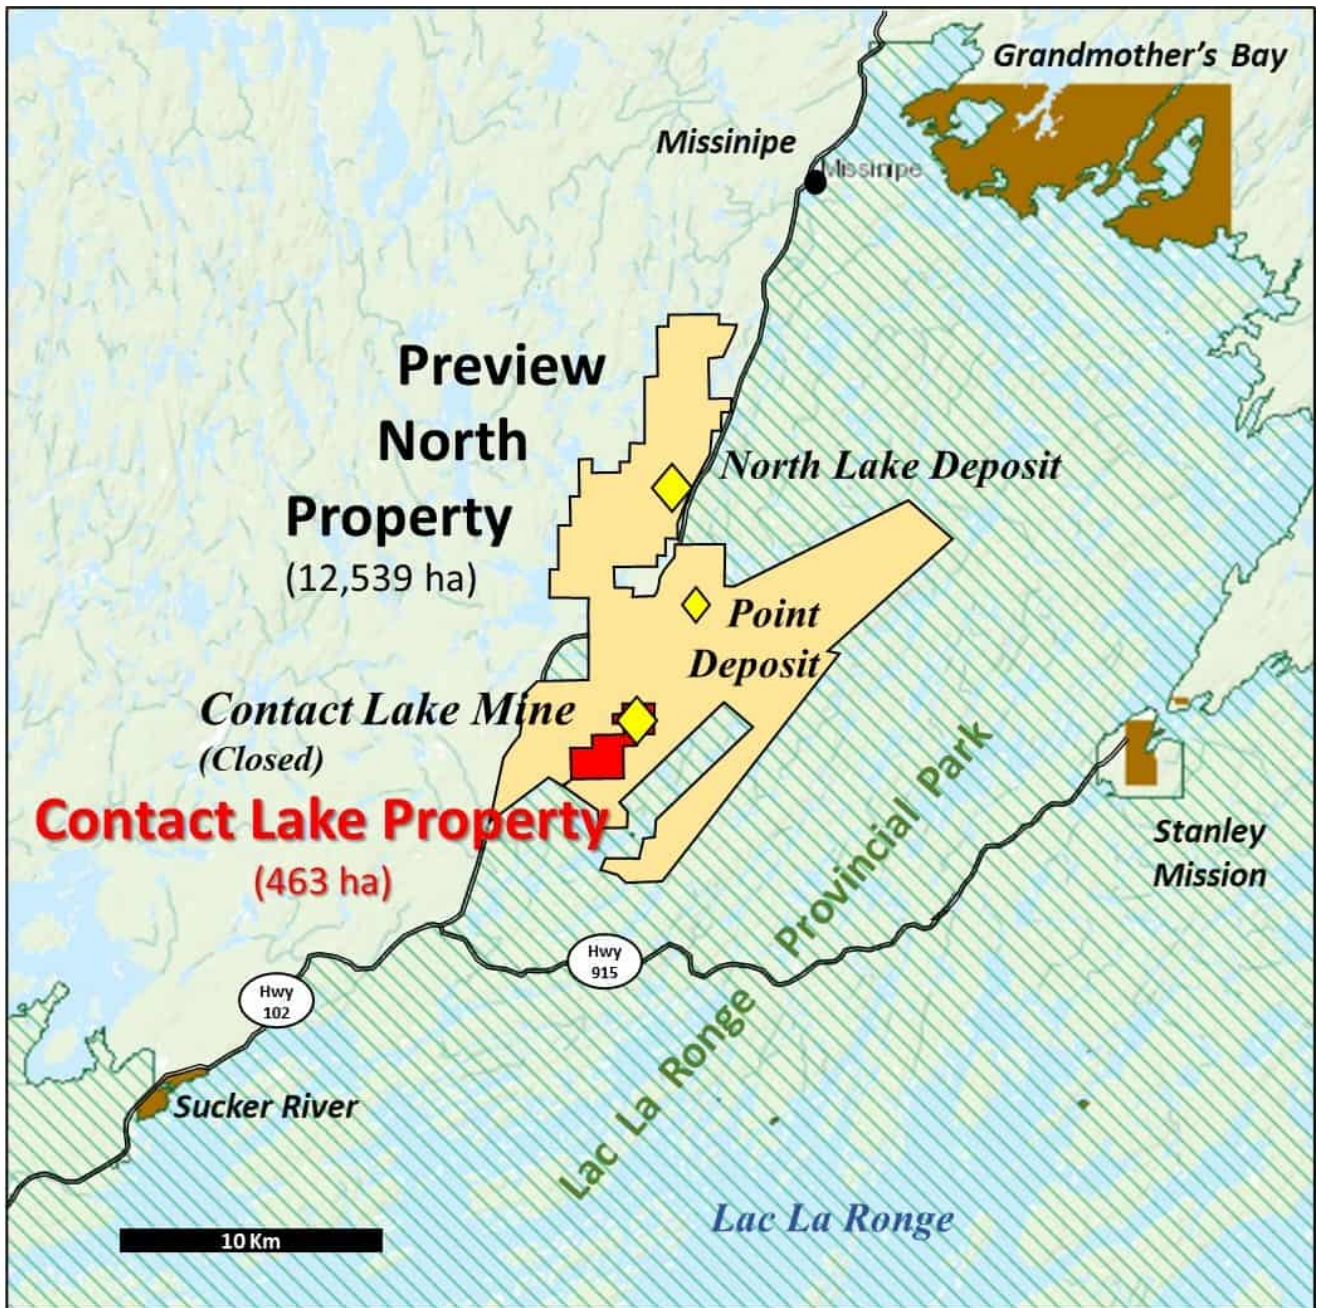 Grandmother's Bay
Missinipe
Missinipe
Preview
North
Property
(12,539 ha)
North Lake Deposit
Point
Deposit
Contact Lake Mine
(Closed)
Contact Lake Property
(463 ha)
Stanley
Mission
Lac La Ronge Provincial Park
Hwy
915
Hwy
102
Sucker River
Lac La Ronge
10 Km